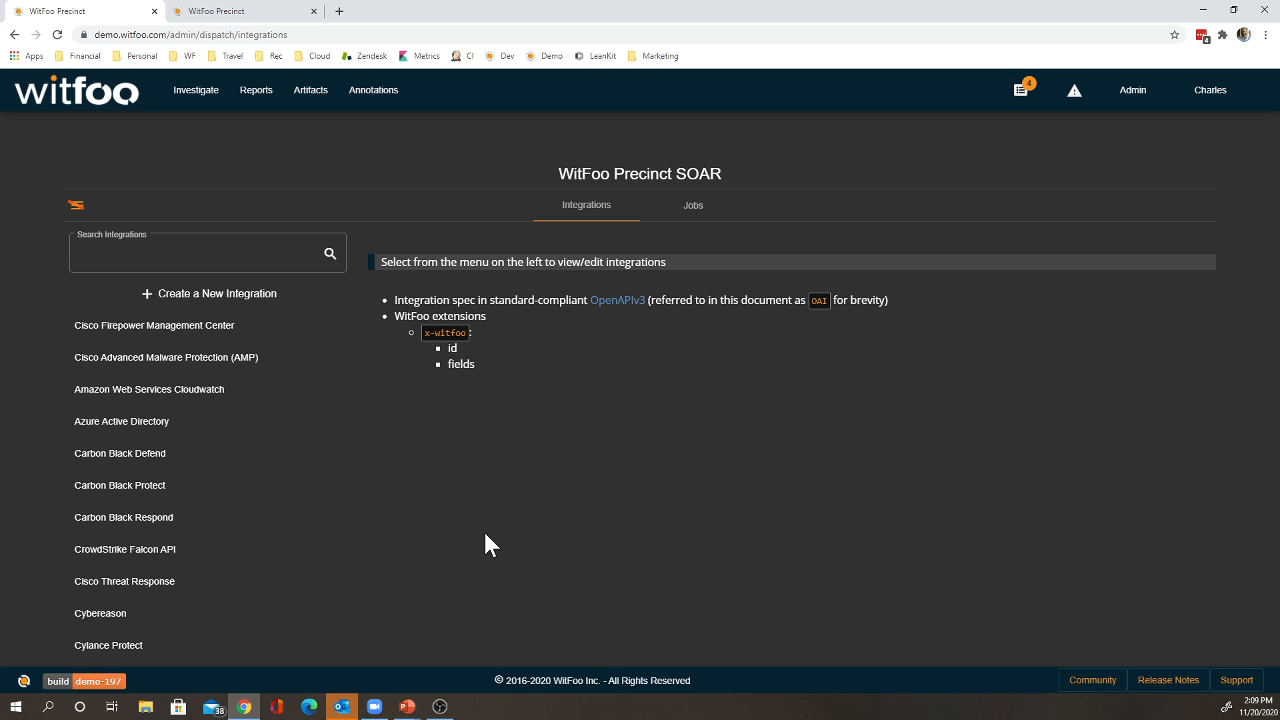 WitFoo Precinct
WitFoo Precinct
demo.witfoo.com/admin/dispatch/integrations
4
Apps Financial Personal WF Travel Rec Cloud Zendesk Metrics CI Dev Demo LeanKit Marketing
witfoo Investigate Reports Artifacts Annotations 4 Admin Charles
WitFoo Precinct SOAR
Integrations Jobs
Search Integrations
Select from the menu on the left to view/edit integrations
+ Create a New Integration
Integration spec in standard-compliant OpenAPIv3 (referred to in this document as OAI for brevity)
WitFoo extensions
x-witfoo:
id
fields
Cisco Firepower Management Center
Cisco Advanced Malware Protection (AMP)
Amazon Web Services Cloudwatch
Azure Active Directory
Carbon Black Defend
Carbon Black Protect
Carbon Black Respond
CrowdStrike Falcon API
Cisco Threat Response
Cybereason
Cylance Protect
build demo-197
© 2016-2020 WitFoo Inc. - All Rights Reserved
Community Release Notes Support
38
2:09 PM
11/20/2020